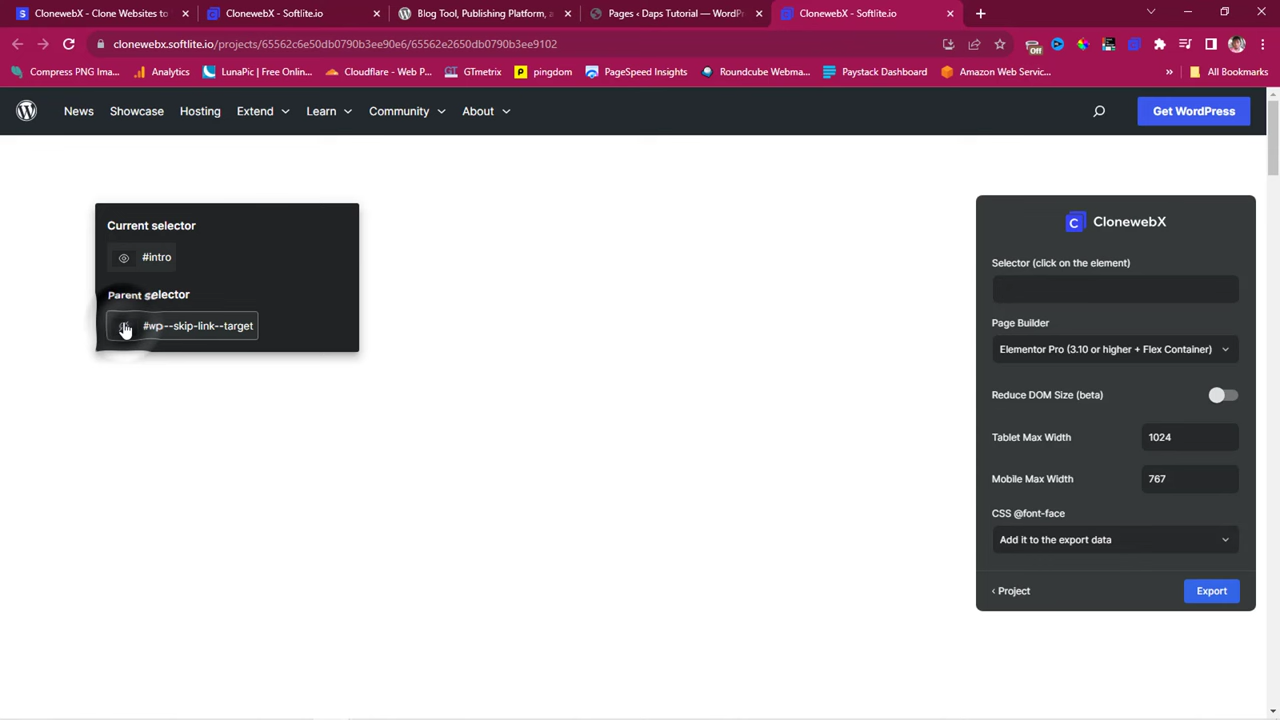 ClonewebX - Clone Websites to
ClonewebX - Softlite.io
Blog Tool, Publishing Platform, a
Pages ‹ Daps Tutorial — WordPr
ClonewebX - Softlite.io
clonewebx.softlite.io/projects/65562c6e50db0790b3ee90e6/65562e2650db0790b3ee9102
Off
Compress PNG Ima...
Analytics
LunaPic | Free Onlin...
Cloudflare - Web P...
GTmetrix
pingdom
PageSpeed Insights
Roundcube Webma...
Paystack Dashboard
Amazon Web Servic...
»
All Bookmarks
News
Showcase
Hosting
Extend
Learn
Community
About
Get WordPress
Current selector
#intro
Parent selector
#wp--skip-link--target
ClonewebX
Selector (click on the element)
Page Builder
Elementor Pro (3.10 or higher + Flex Container)
Reduce DOM Size (beta)
Tablet Max Width
1024
Mobile Max Width
767
CSS @font-face
Add it to the export data
‹ Project
Export